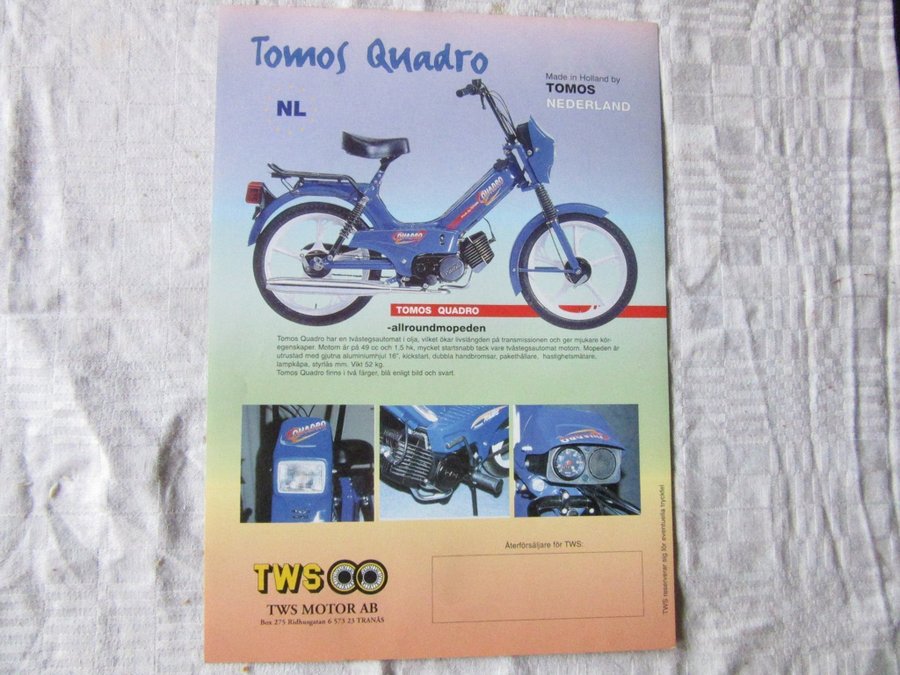 Tomos Quadro
Made in Holland by
TOMOS
NEDERLAND
NL
QUADRO
QUADRO
TOMOS QUADRO
-allroundmopeden
Tomos Quadro har en tvåstegsautomat i olja, vilket ökar livslängden på transmissionen och ger mjukare kör-
egenskaper. Motorn är på 49 cc och 1,5 hk, mycket startsnabb tack vare tvåstegsautomat motorn. Mopeden är
utrustad med gjutna aluminiumhjul 16", kickstart, dubbla handbromsar, pakethållare, hastighetsmätare,
lampkåpa, styrlås mm. Vikt 52 kg.
Tomos Quadro finns i två färger, blå enligt bild och svart.
QUADRO
TWS reserverar sig för eventuella tryckfel
Återförsäljare för TWS:
TWS
TWS MOTOR AB
Box 275 Ridhusgatan 6 573 23 TRANÅS